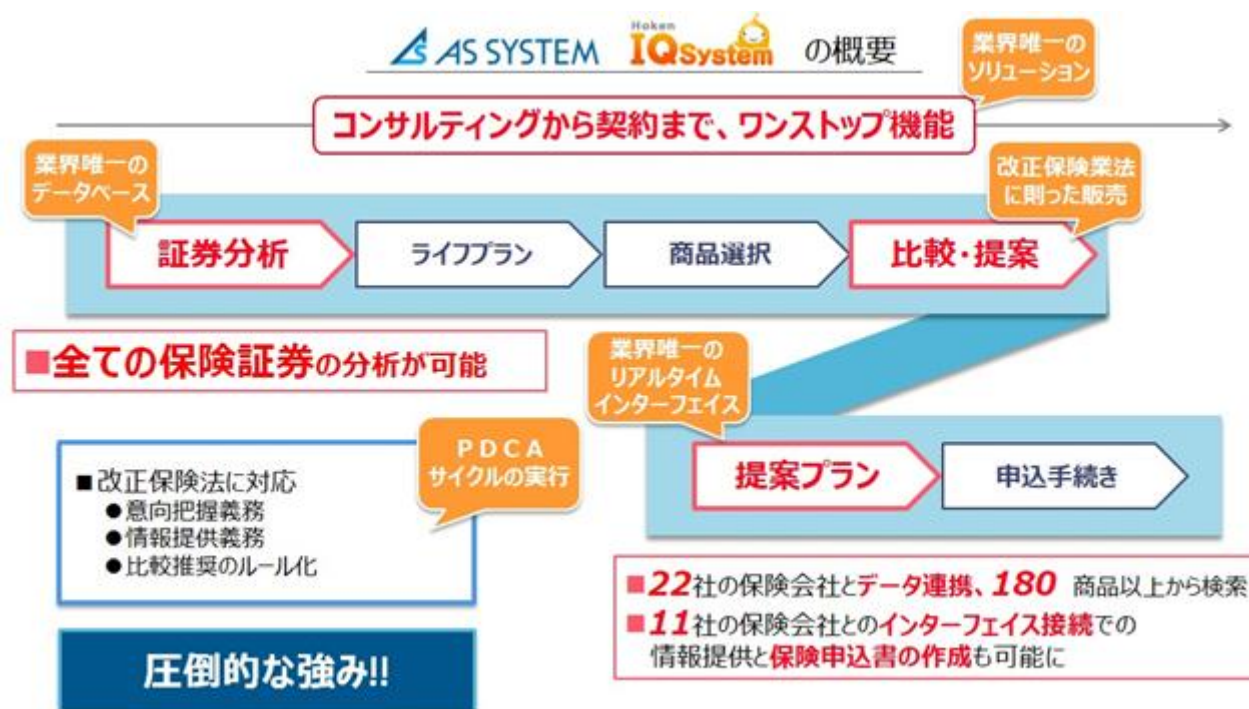 AS SYSTEM Hoken IQSystem の概要
業界唯一の
ソリューション
コンサルティングから契約まで、ワンストップ機能
業界唯一の
データベース
改正保険業法
に則った販売
証券分析
ライフプラン
商品選択
比較・提案
■全ての保険証券の分析が可能
業界唯一の
リアルタイム
インターフェイス
PDCA
サイクルの実行
■改正保険法に対応
●意向把握義務
●情報提供義務
●比較推奨のルール化
提案プラン
申込手続き
圧倒的な強み!!
■22社の保険会社とデータ連携、180 商品以上から検索
■11社の保険会社とのインターフェイス接続での
情報提供と保険申込書の作成も可能に